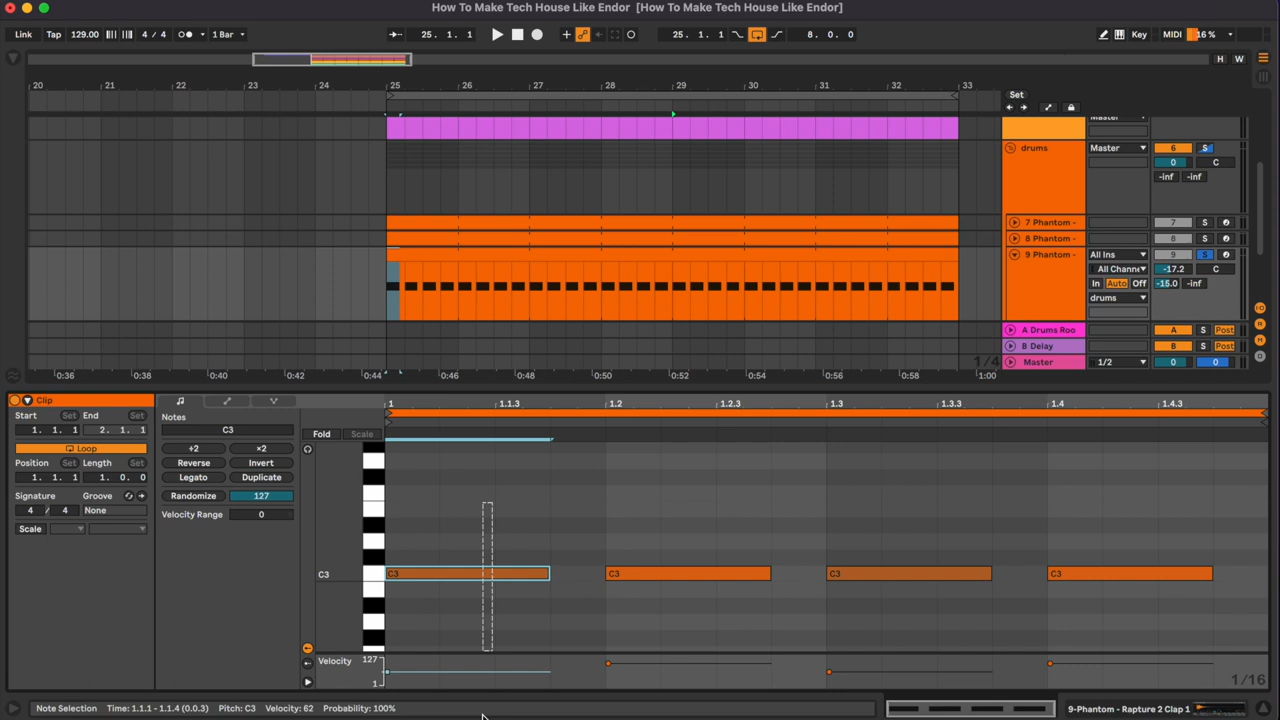 How To Make Tech House Like Endor [How To Make Tech House Like Endor]
Link Tap 129.00 4 / 4 1 Bar 25. 1. 1 25. 1. 1 8. 0. 0 Key MIDI 16 %
H W
20 21 22 23 24 25 26 27 28 29 30 31 32 33 Set
Master
drums Master 6 S
0 C
-inf -inf
7 Phantom - 7 S
8 Phantom - 8 S
9 Phantom - All Ins 9 S
All Channe -17.2 C
In Auto Off -15.0 -inf
drums
A Drums Roo A S Post
B Delay B S Post
1/4 Master 1/2 0 0
0:36 0:38 0:40 0:42 0:44 0:46 0:48 0:50 0:52 0:54 0:56 0:58 1:00
Clip 1 1.1.3 1.2 1.2.3 1.3 1.3.3 1.4 1.4.3
Start Set End Set Notes
1. 1. 1 2. 1. 1 C3
Fold Scale
Loop ÷2 ×2
Position Set Length Set Reverse Invert
1. 1. 1 1. 0. 0 Legato Duplicate
Signature Groove Randomize 127
4 / 4 None Velocity Range 0
Scale
C3 C3 C3 C3 C3
Velocity 127
1
1/16
Note Selection Time: 1.1.1 - 1.1.4 (0.0.3) Pitch: C3 Velocity: 62 Probability: 100% 9-Phantom - Rapture 2 Clap 1